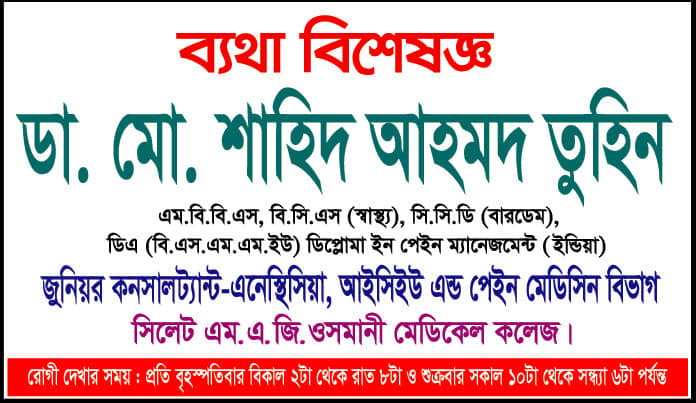 ব্যথা বিশেষজ্ঞ
ডা. মো. শাহিদ আহমদ তুহিন
এম.বি.বি.এস, বি.সি.এস (স্বাস্থ্য), সি.সি.ডি (বারডেম),
ডিএ (বি.এস.এম.এম.ইউ) ডিপ্লোমা ইন পেইন ম্যানেজমেন্ট (ইন্ডিয়া)
জুনিয়র কনসালট্যান্ট-এনেস্থিসিয়া, আইসিইউ এন্ড পেইন মেডিসিন বিভাগ
সিলেট এম.এ.জি.ওসমানী মেডিকেল কলেজ।
রোগী দেখার সময় : প্রতি বৃহস্পতিবার বিকাল ২টা থেকে রাত ৮টা ও শুক্রবার সকাল ১০টা থেকে সন্ধ্যা ৬টা পর্যন্ত